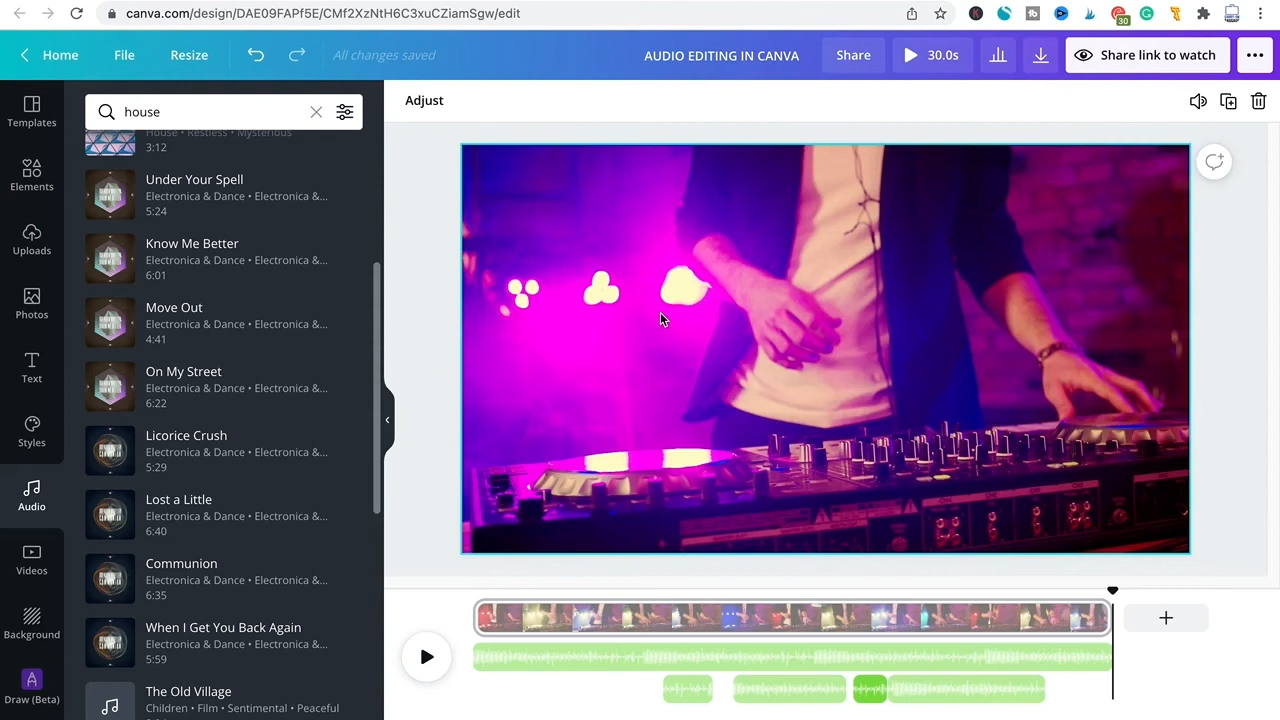 canva.com/design/DAE09FAPf5E/CMf2XzNtH6C3xuCZiamSgw/edit
30
Home
File
Resize
All changes saved
AUDIO EDITING IN CANVA
Share
30.0s
Share link to watch
Templates
Elements
Uploads
Photos
Text
Styles
Audio
Videos
Background
Draw (Beta)
house
House • Restless • Mysterious
3:12
Under Your Spell
Electronica & Dance • Electronica &...
5:24
Know Me Better
Electronica & Dance • Electronica &...
6:01
Move Out
Electronica & Dance • Electronica &...
4:41
On My Street
Electronica & Dance • Electronica &...
6:22
Licorice Crush
Electronica & Dance • Electronica &...
5:29
Lost a Little
Electronica & Dance • Electronica &...
6:40
Communion
Electronica & Dance • Electronica &...
6:35
When I Get You Back Again
Electronica & Dance • Electronica &...
5:59
The Old Village
Children • Film • Sentimental • Peaceful
Adjust